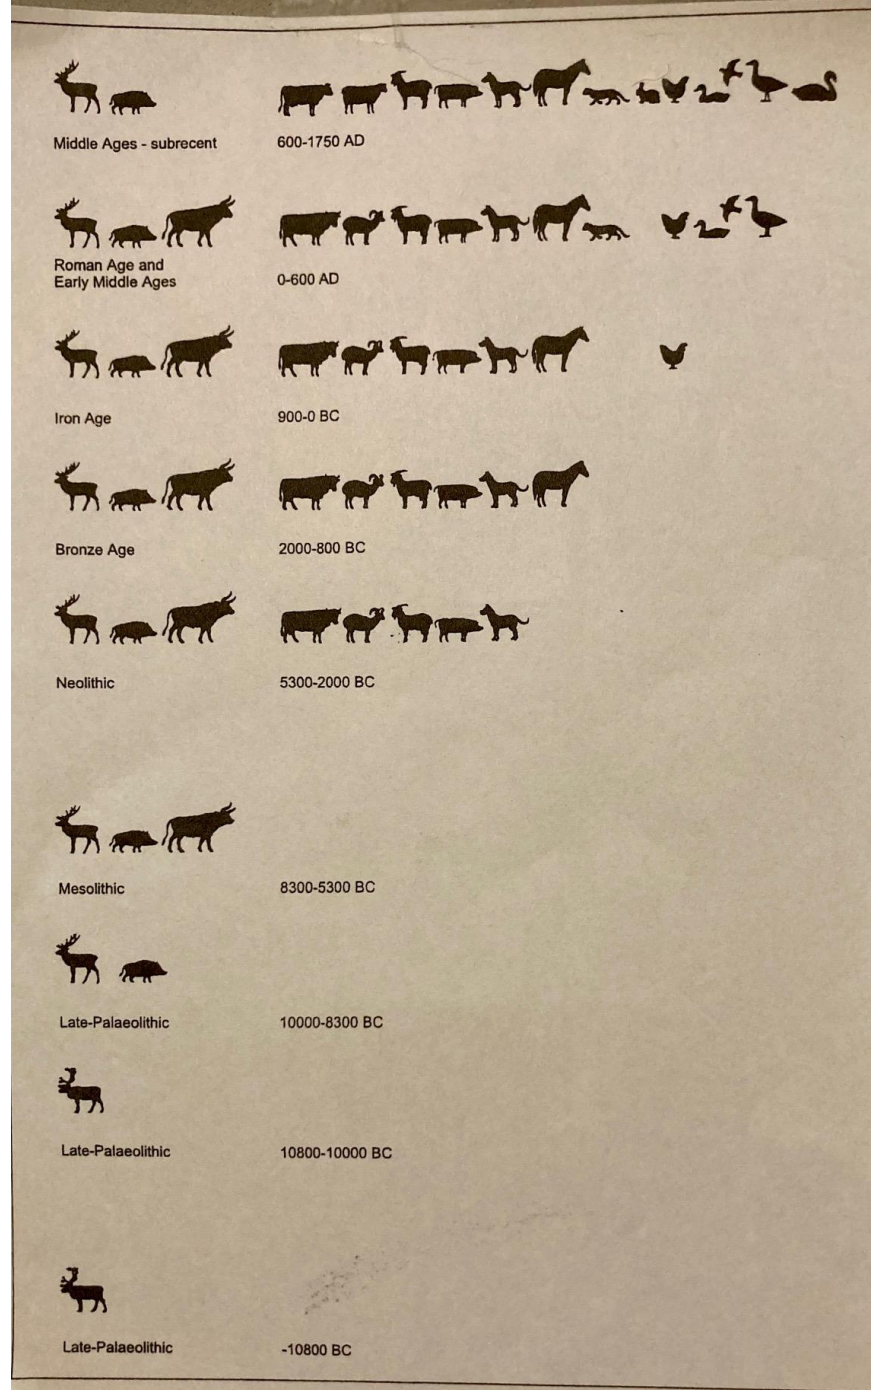 Middle Ages - subrecent 600-1750 AD
Roman Age and
Early Middle Ages 0-600 AD
Iron Age 900-0 BC
Bronze Age 2000-800 BC
Neolithic 5300-2000 BC
Mesolithic 8300-5300 BC
Late-Palaeolithic 10000-8300 BC
Late-Palaeolithic 10800-10000 BC
Late-Palaeolithic -10800 BC